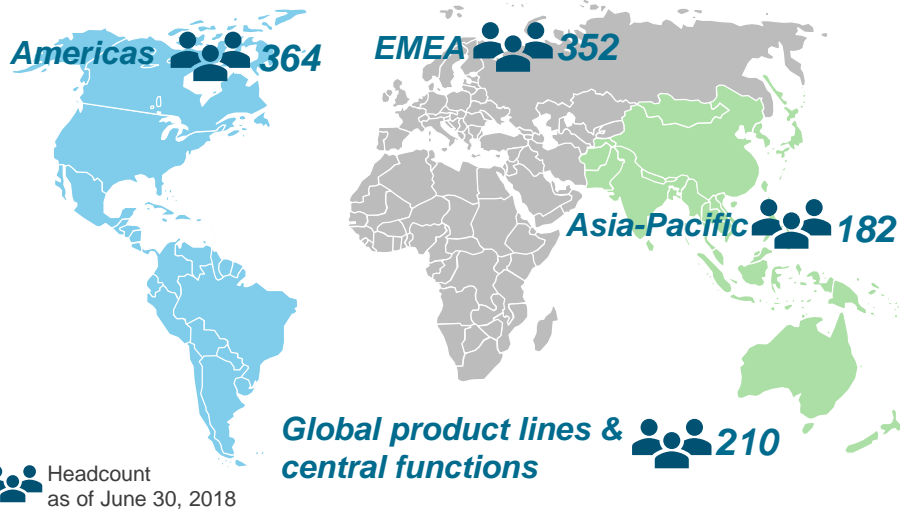 Americas 364
EMEA 352
Asia-Pacific 182
Global product lines & 210
central functions
Headcount
as of June 30, 2018